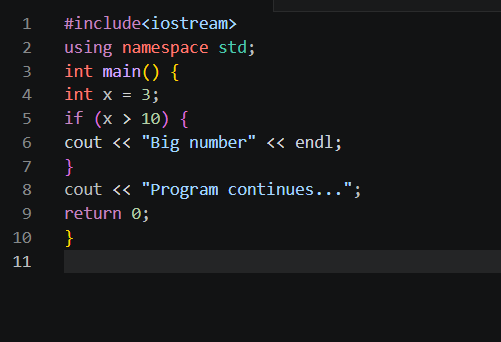 1 #include<iostream>
2 using namespace std;
3 int main() {
4 int x = 3;
5 if (x > 10) {
6 cout << "Big number" << endl;
7 }
8 cout << "Program continues...";
9 return 0;
10 }
11